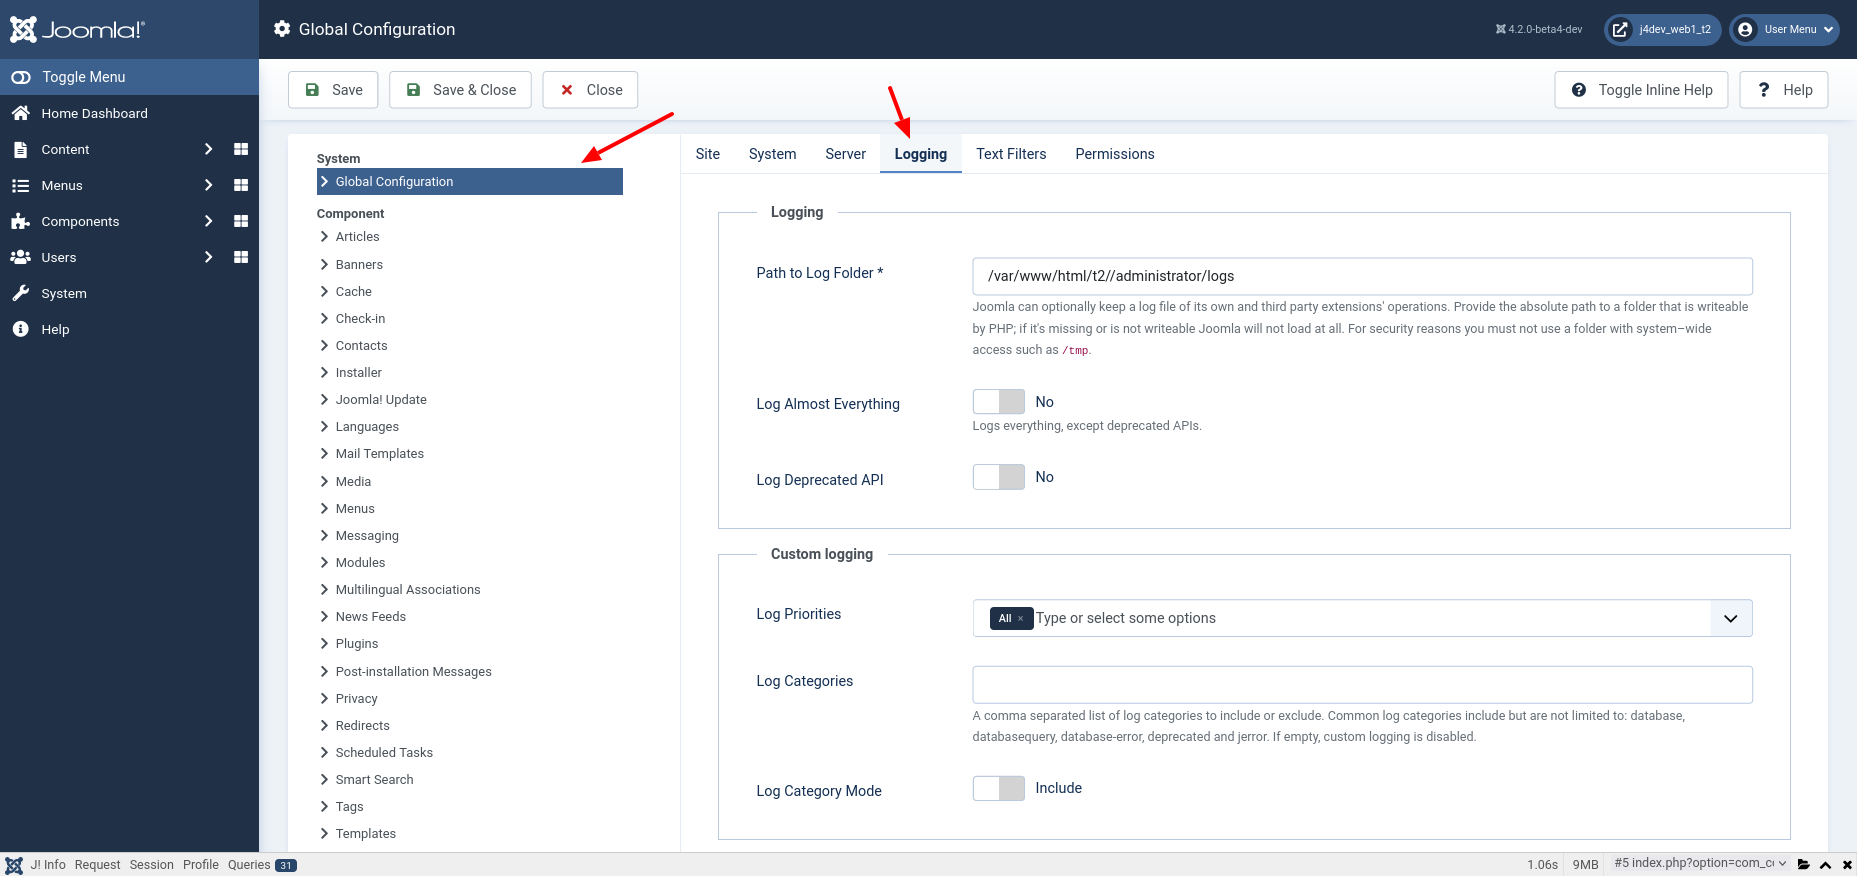 Joomla!
Global Configuration
4.2.0-beta4-dev
j4dev_web1_t2
User Menu
Toggle Menu
Home Dashboard
Content
Menus
Components
Users
System
Help
Save
Save & Close
Close
Toggle Inline Help
? Help
System
Global Configuration
Component
Articles
Banners
Cache
Check-in
Contacts
Installer
Joomla! Update
Languages
Mail Templates
Media
Menus
Messaging
Modules
Multilingual Associations
News Feeds
Plugins
Post-installation Messages
Privacy
Redirects
Scheduled Tasks
Smart Search
Tags
Templates
Site
System
Server
Logging
Text Filters
Permissions
Logging
Path to Log Folder *
/var/www/html/t2//administrator/logs
Joomla can optionally keep a log file of its own and third party extensions' operations. Provide the absolute path to a folder that is writeable
by PHP; if it's missing or is not writeable Joomla will not load at all. For security reasons you must not use a folder with system–wide
access such as /tmp.
Log Almost Everything
No
Logs everything, except deprecated APIs.
Log Deprecated API
No
Custom logging
Log Priorities
All × Type or select some options
Log Categories
A comma separated list of log categories to include or exclude. Common log categories include but are not limited to: database,
databasequery, database-error, deprecated and jerror. If empty, custom logging is disabled.
Log Category Mode
Include
J! Info
Request
Session
Profile
Queries 31
1.06s
9MB
#5 index.php?option=com_c